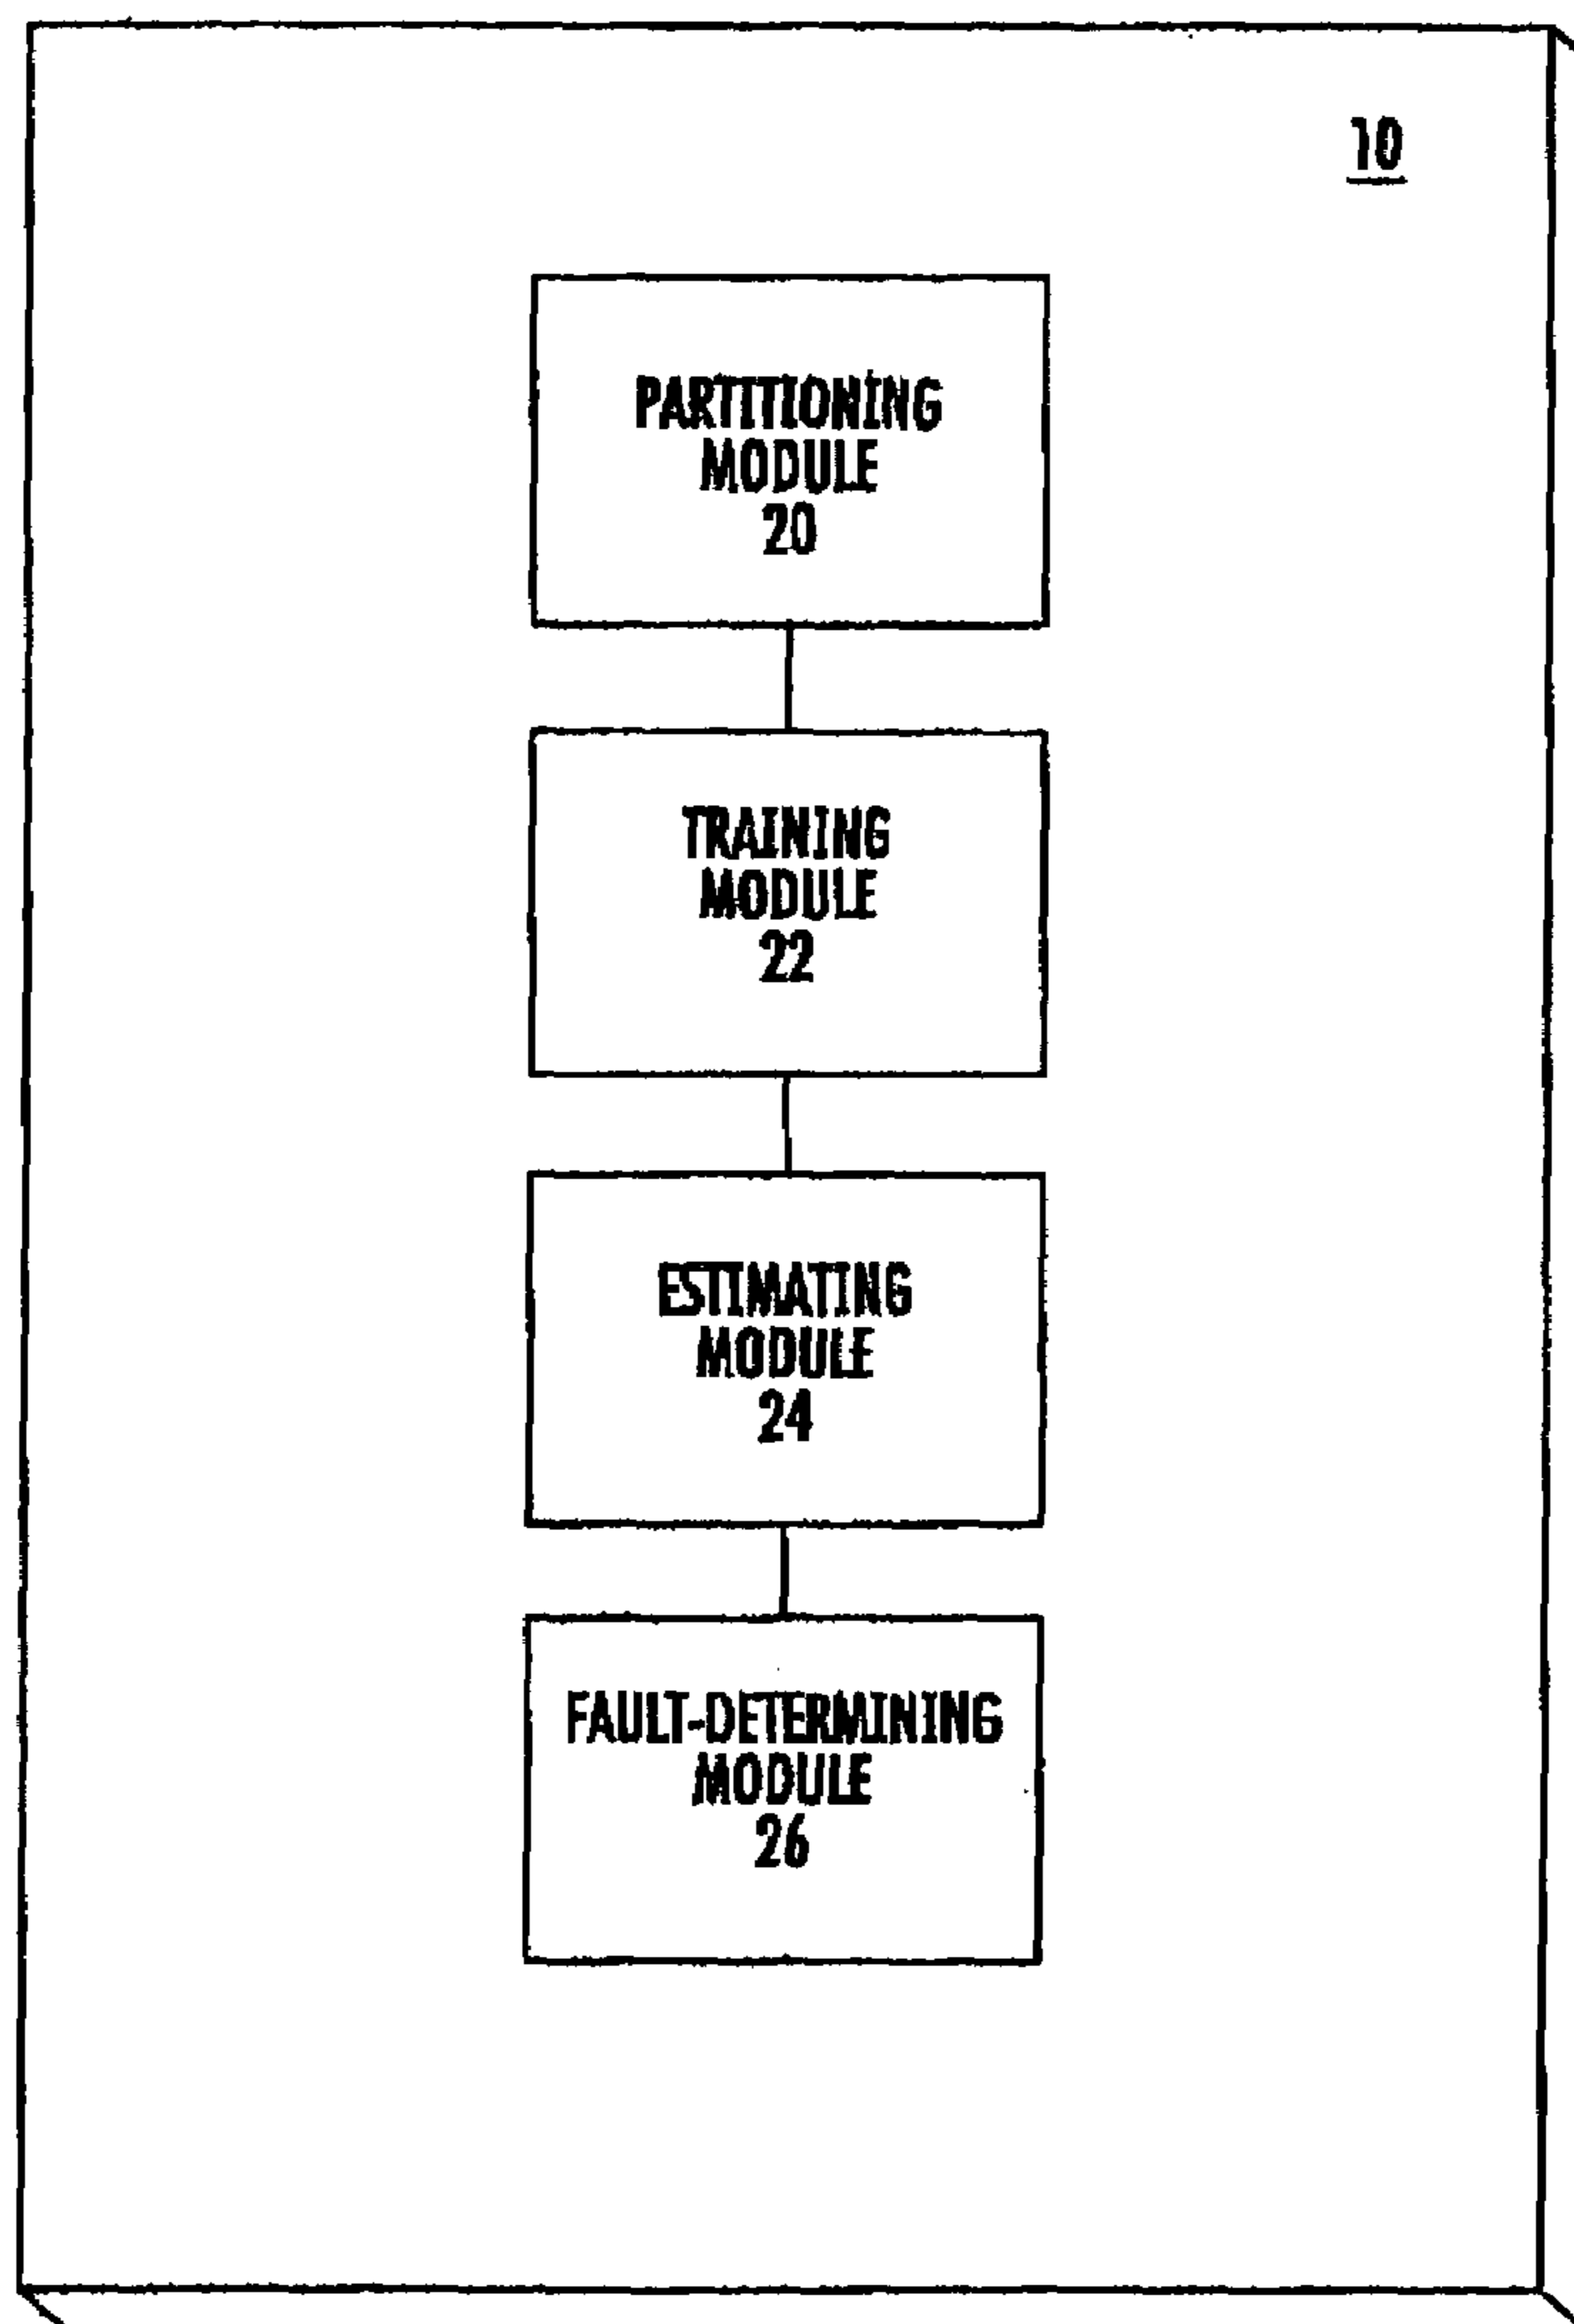 10
PARTITIONING
MODULE
20
TRAINING
MODULE
22
ESTIMATING
MODULE
24
FAULT-DETERMINING
MODULE
26